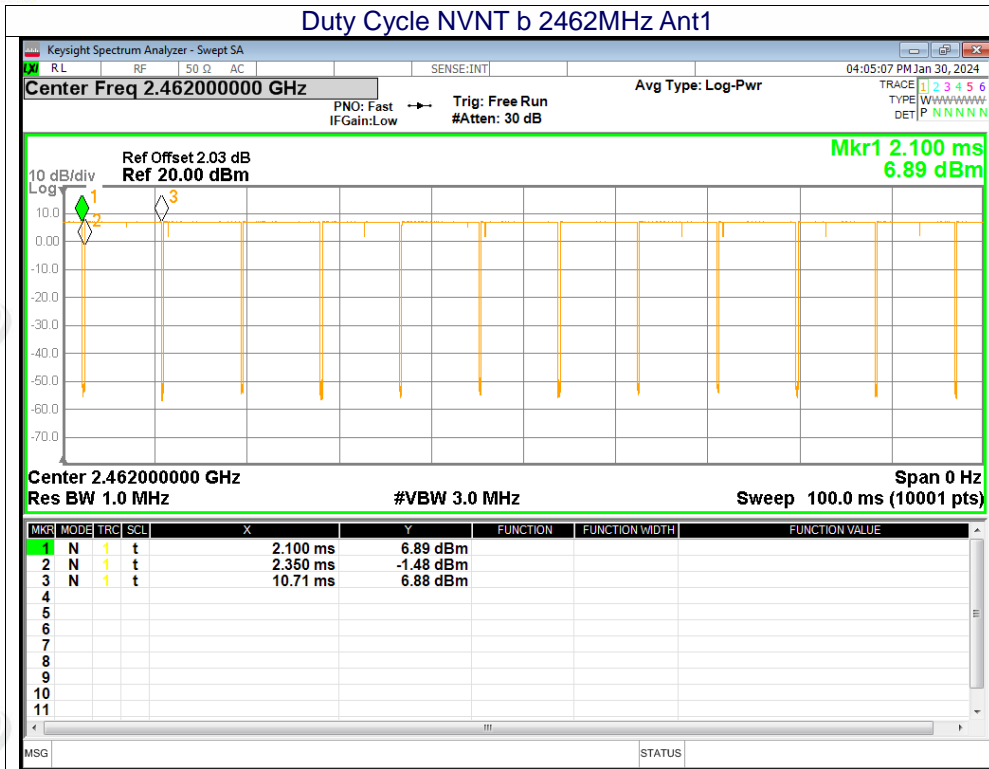 Duty Cycle NVNT b 2462MHz Ant1
Keysight Spectrum Analyzer - Swept SA
LXI RL RF 50 Ω AC SENSE:INT 04:05:07 PM Jan 30, 2024
Center Freq 2.462000000 GHz Avg Type: Log-Pwr TRACE 1 2 3 4 5 6
PNO: Fast Trig: Free Run TYPE WWWWWWW
IFGain:Low #Atten: 30 dB DET P N N N N N
Mkr1 2.100 ms
Ref Offset 2.03 dB
10 dB/div Ref 20.00 dBm 6.89 dBm
Log
1 3
10.0
2
0.00
-10.0
-20.0
-30.0
-40.0
-50.0
-60.0
-70.0
Center 2.462000000 GHz Span 0 Hz
Res BW 1.0 MHz #VBW 3.0 MHz Sweep 100.0 ms (10001 pts)
MKR MODE TRC SCL X Y FUNCTION FUNCTION WIDTH FUNCTION VALUE
1 N 1 t 2.100 ms 6.89 dBm
2 N 1 t 2.350 ms -1.48 dBm
3 N 1 t 10.71 ms 6.88 dBm
4
5
6
7
8
9
10
11
MSG STATUS